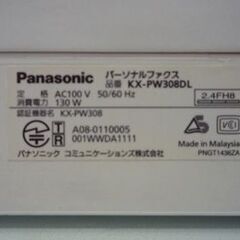 Panasonic パーソナルファクス
品番 KX-PW308DL
定格 AC100 V 50/60 Hz
消費電力 130 W
2.4FH8
認証機器名 KX-PW308
A08-0110005
001WWDA1111
パナソニック コミュニケーションズ株式会社
Made in Malaysia
PNGT1436ZA